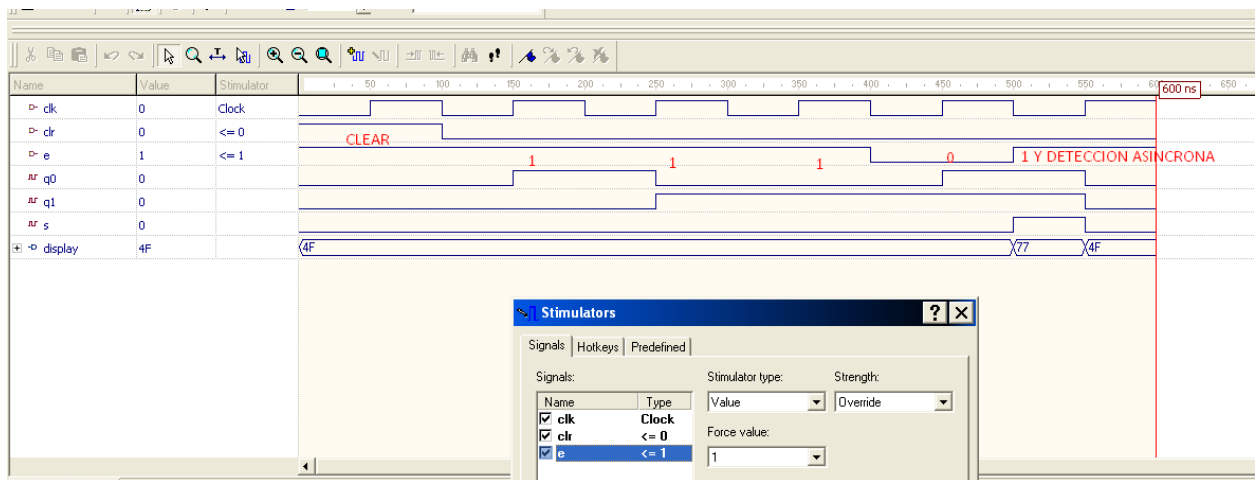 Name Value Stimulator 50 100 150 200 250 300 350 400 450 500 550 650
600 ns
clk 0 Clock
clr 0 <= 0
CLEAR
e 1 <= 1
1 1 1 0 1 Y DETECCION ASINCRONA
q0 0
q1 0
s 0
display 4F 4F 77 4F
Stimulators
Signals Hotkeys Predefined
Signals: Stimulator type: Strength:
Name Type Value Override
clk Clock
clr <= 0 Force value:
e <= 1 1